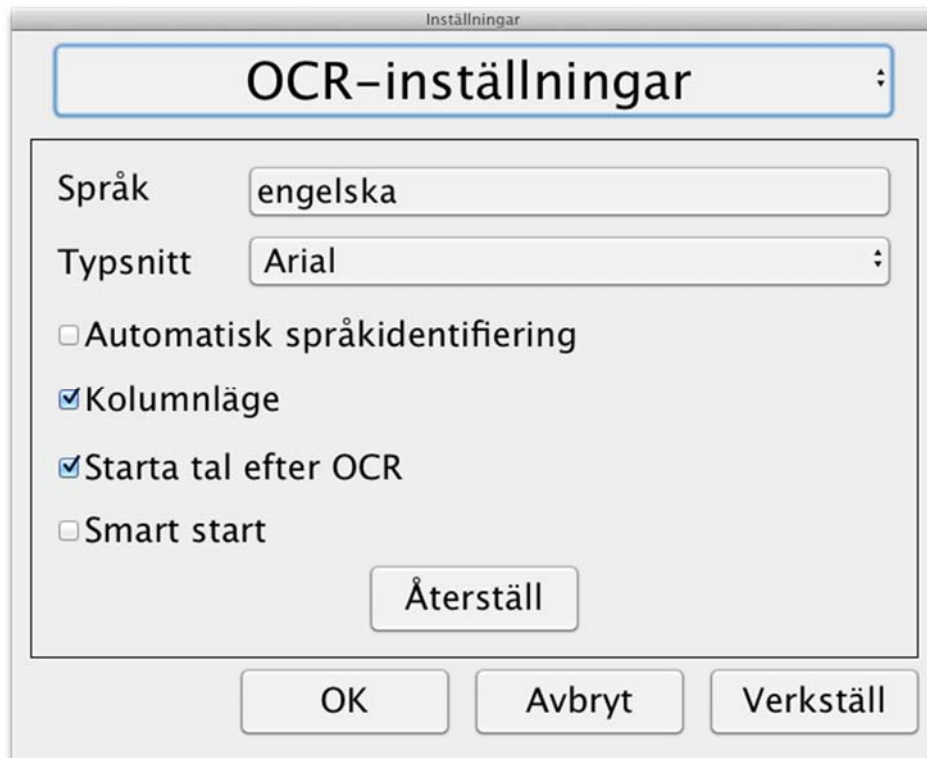 Inställningar
OCR-inställningar
Språk engelska
Typsnitt Arial
Automatisk språkidentifiering
Kolumnläge
Starta tal efter OCR
Smart start
Återställ
OK Avbryt Verkställ